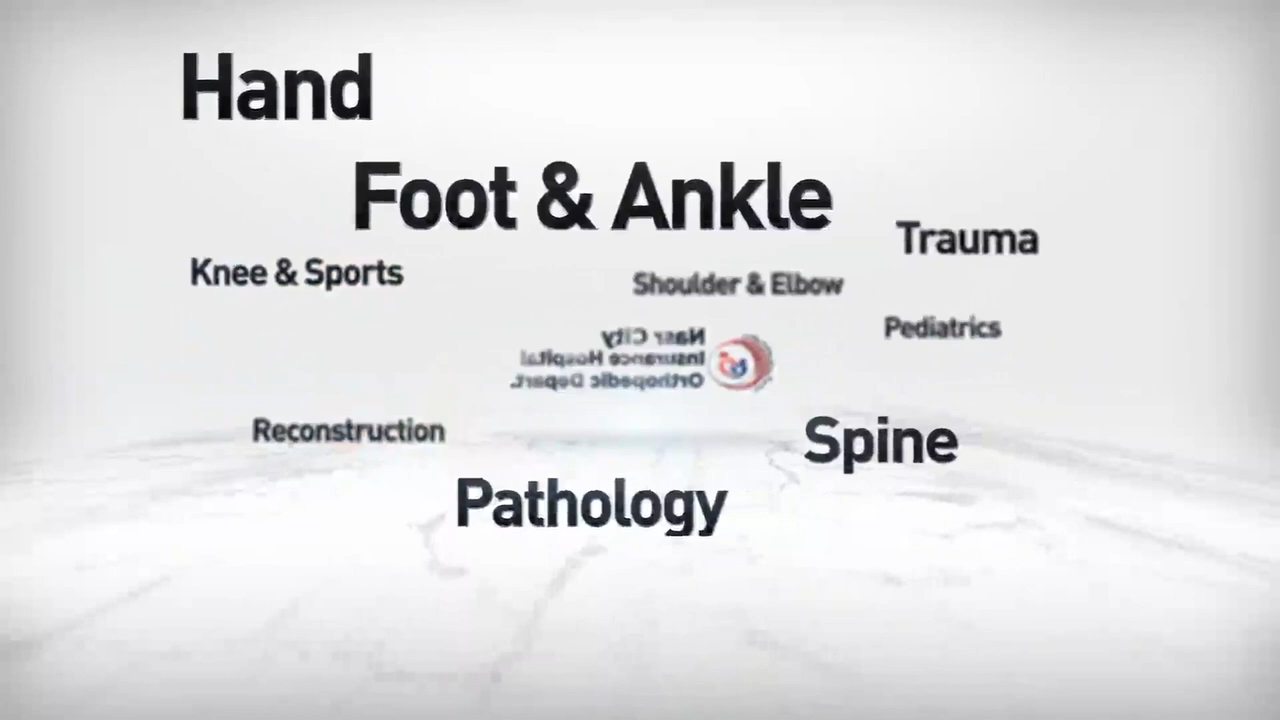 Hand
Foot & Ankle
Trauma
Knee & Sports
Shoulder & Elbow
Pediatrics
Nasr City
Insurance Hospital
Orthopedic Depart.
Reconstruction
Spine
Pathology